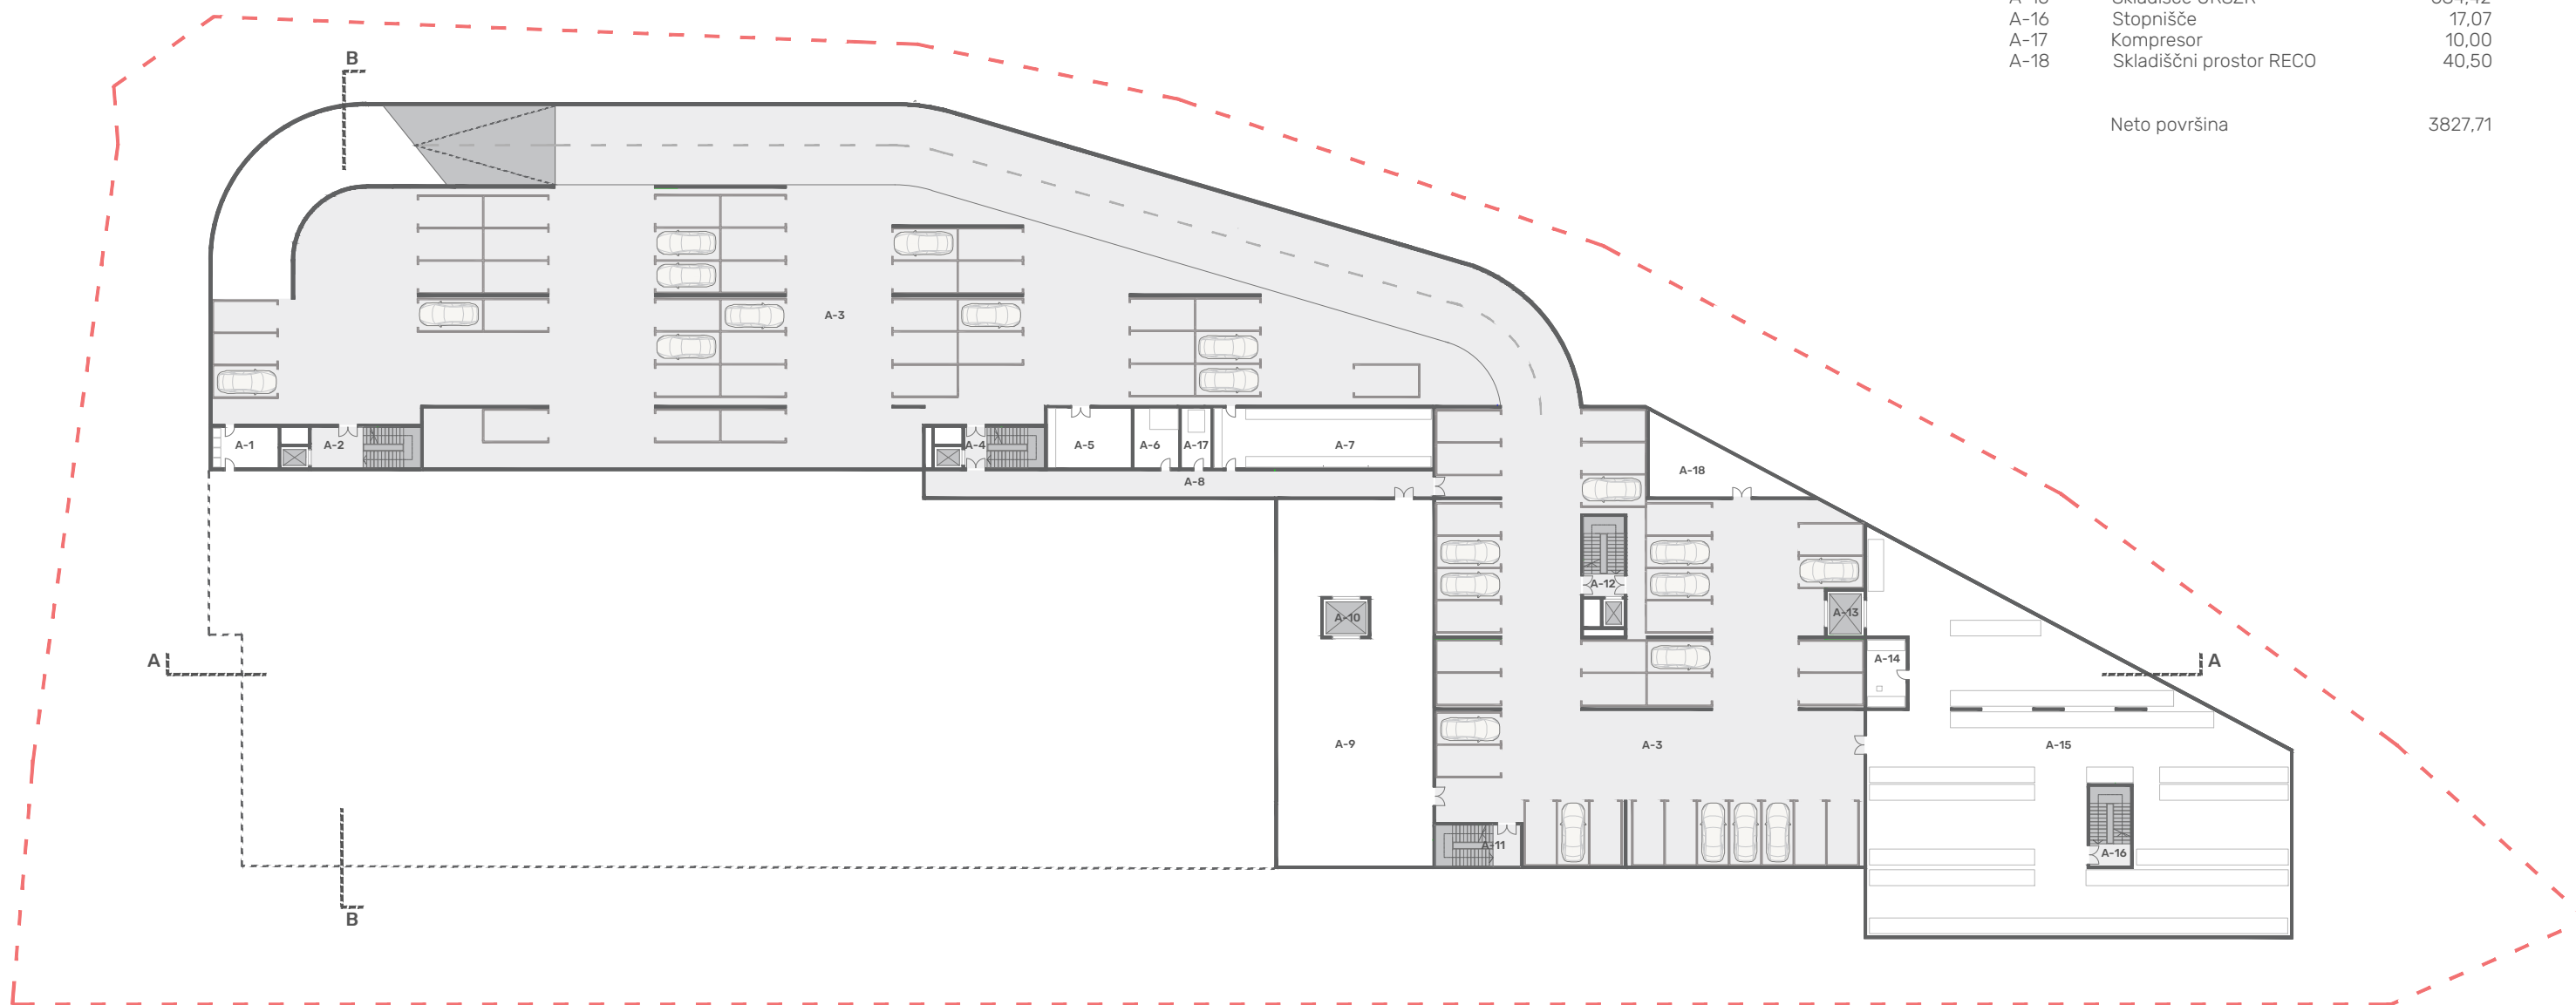 A-16 Stopnišče 17,07
A-17 Kompresor 10,00
A-18 Skladiščni prostor RECO 40,50
Neto površina 3827,71
B
A-3
A-1
A-2
A-4
A-5
A-6
A-17
A-7
A-8
A-18
A-12
A-10
A-13
A-14
A
A
A-9
A-3
A-15
A-11
A-16
B